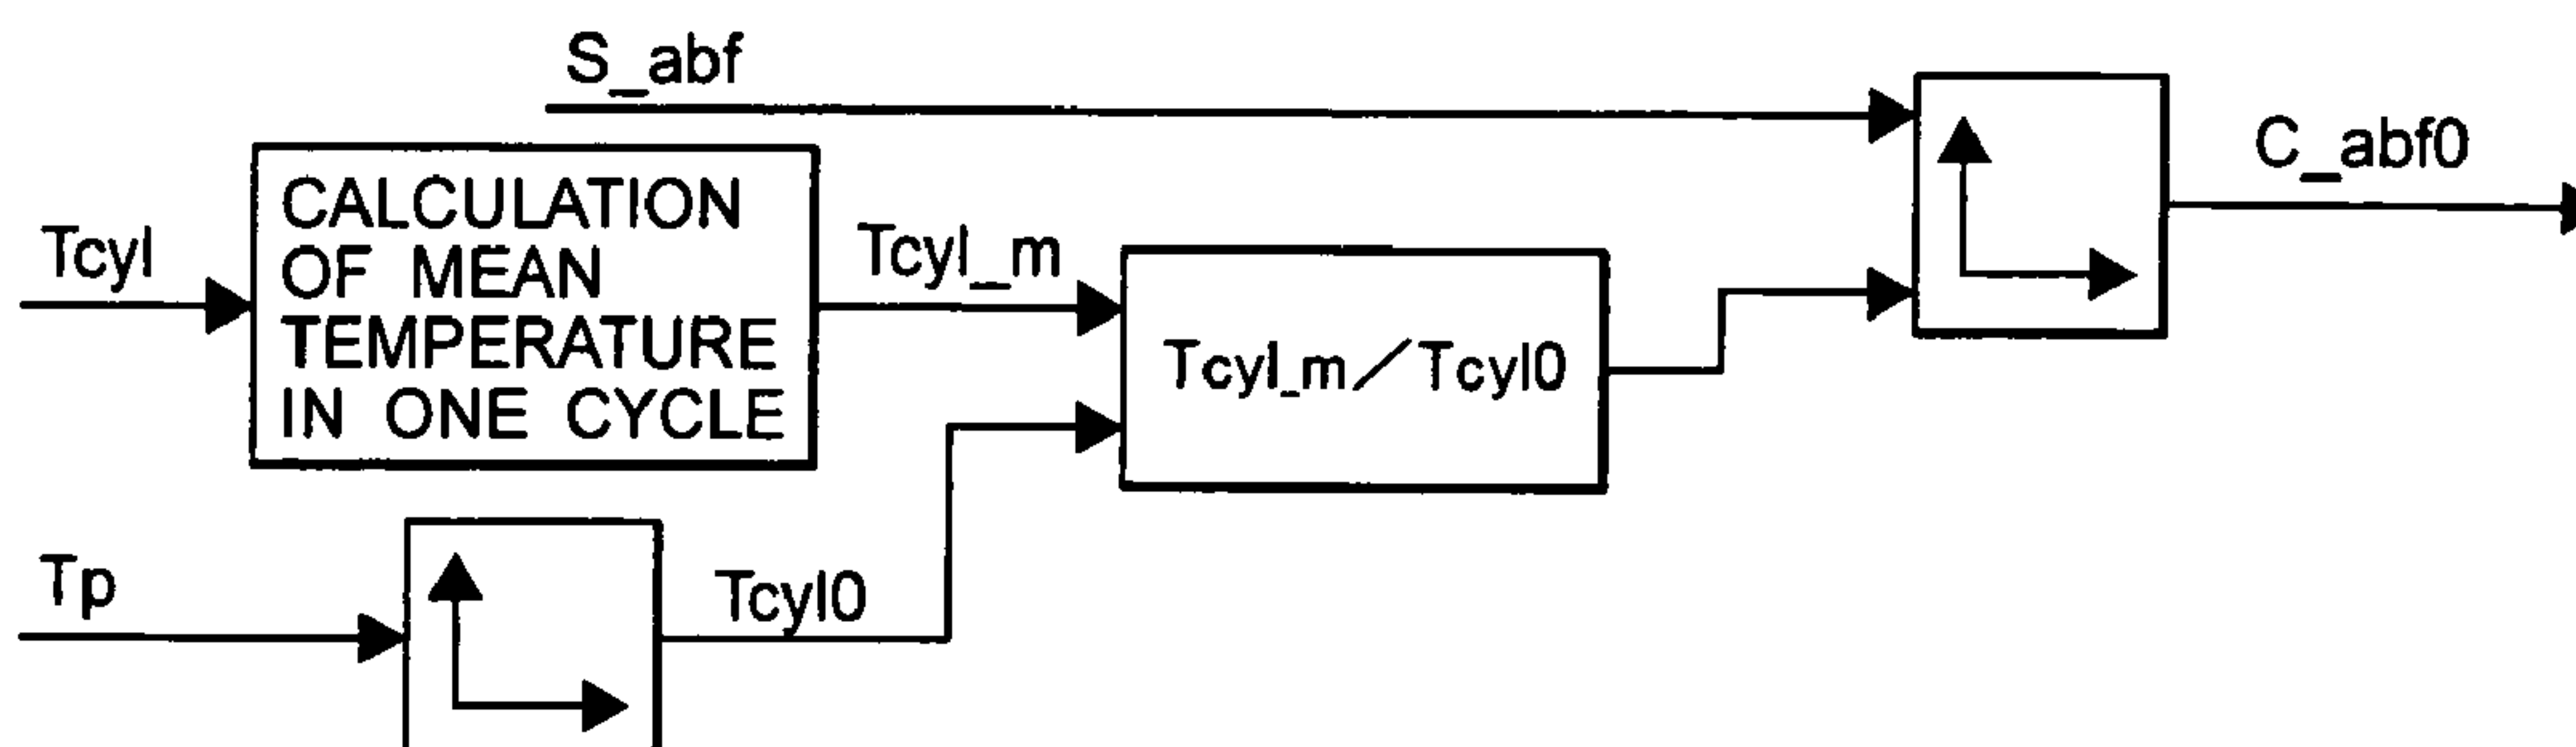 S_abf
C_abf0
CALCULATION
OF MEAN
TEMPERATURE
IN ONE CYCLE
Tcyl
Tcyl_m
Tcyl_m/Tcyl0
Tp
Tcyl0